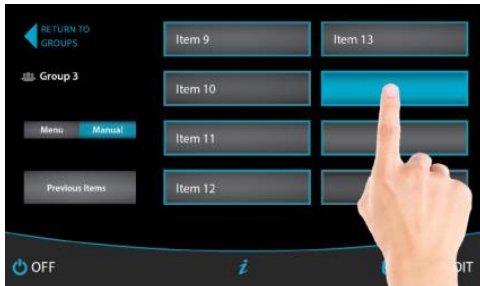 RETURN TO
GROUPS
Group 3
Menu Manual
Previous Items
Item 9
Item 10
Item 11
Item 12
Item 13
OFF
i
DIT